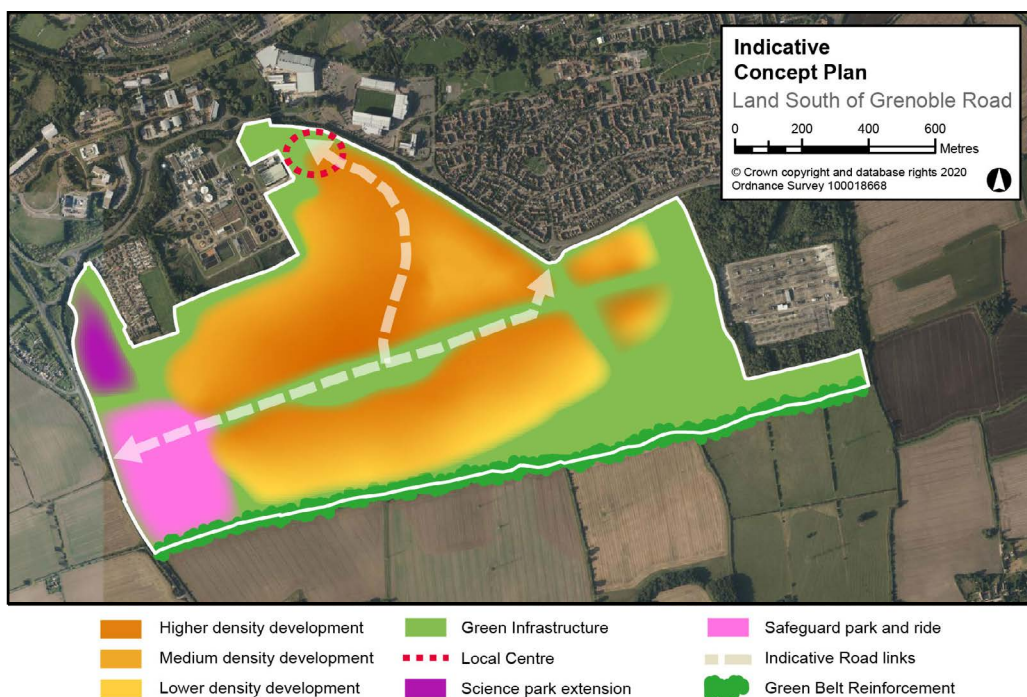 Indicative
Concept Plan
Land South of Grenoble Road
0 200 400 600
Metres
© Crown copyright and database rights 2020
Ordnance Survey 100018668
Higher density development
Medium density development
Lower density development
Green Infrastructure
Local Centre
Science park extension
Safeguard park and ride
Indicative Road links
Green Belt Reinforcement